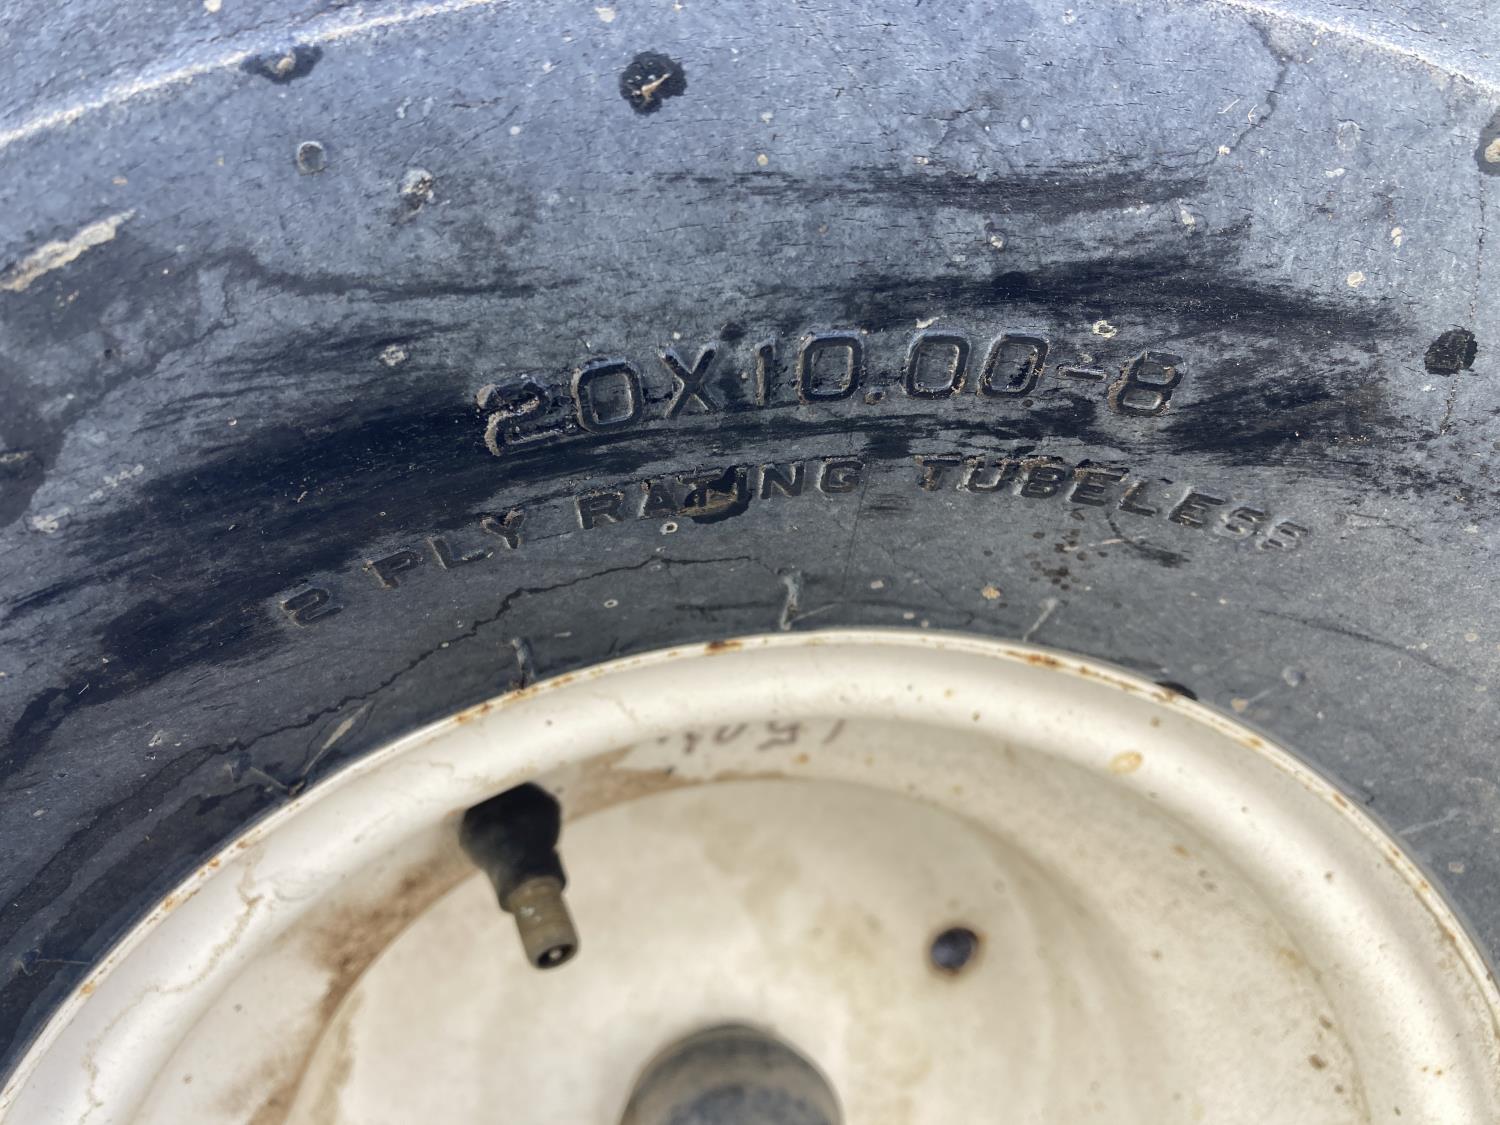 20X10.00-8
2 PLY RATING TUBELESS